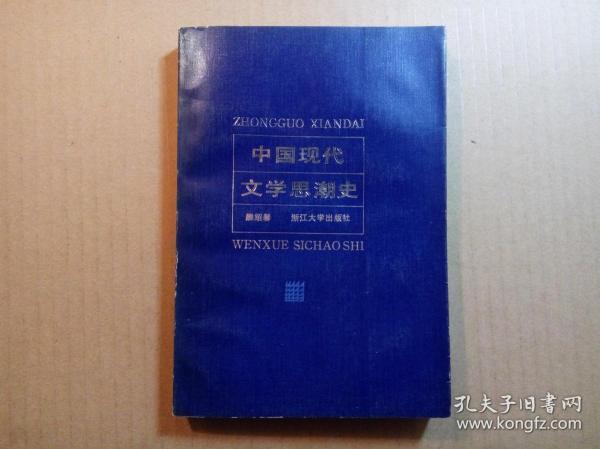 ZHONGGUO XIANDAI
中国现代
文学思潮史
浙江大学出版社
WENXUE SICHAO SHI
孔夫子旧书网
www.kongfz.com